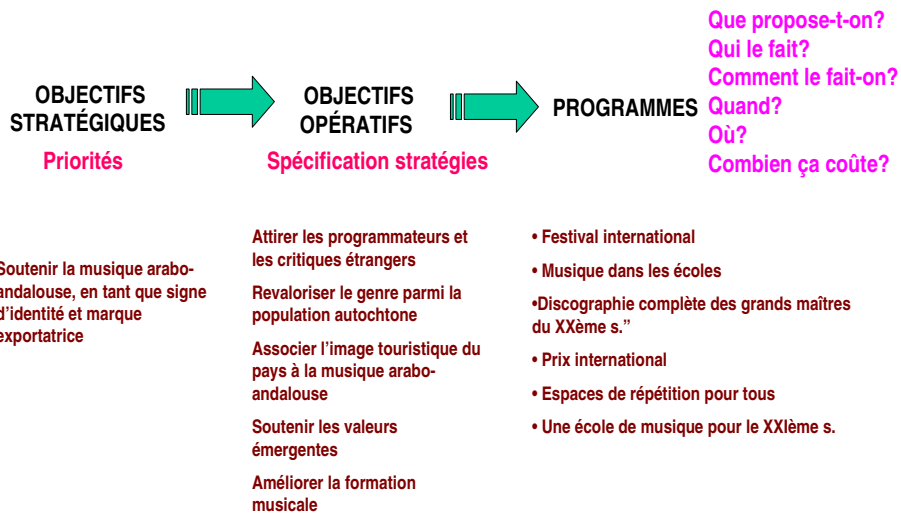 OBJECTIFS
STRATÉGIQUES
Priorités
OBJECTIFS
OPÉRATIFS
Spécification stratégies
PROGRAMMES
Que propose-t-on?
Qui le fait?
Comment le fait-on?
Quand?
Où?
Combien ça coûte?
Soutenir la musique arabo-
andalouse, en tant que signe
d'identité et marque
exportatrice
Attirer les programmateurs et
les critiques étrangers
Revaloriser le genre parmi la
population autochtone
Associer l'image touristique du
pays à la musique arabo-
andalouse
Soutenir les valeurs
émergentes
Améliorer la formation
musicale
• Festival international
• Musique dans les écoles
•Discographie complète des grands maîtres
du XXème s.”
• Prix international
• Espaces de répétition pour tous
• Une école de musique pour le XXIème s.